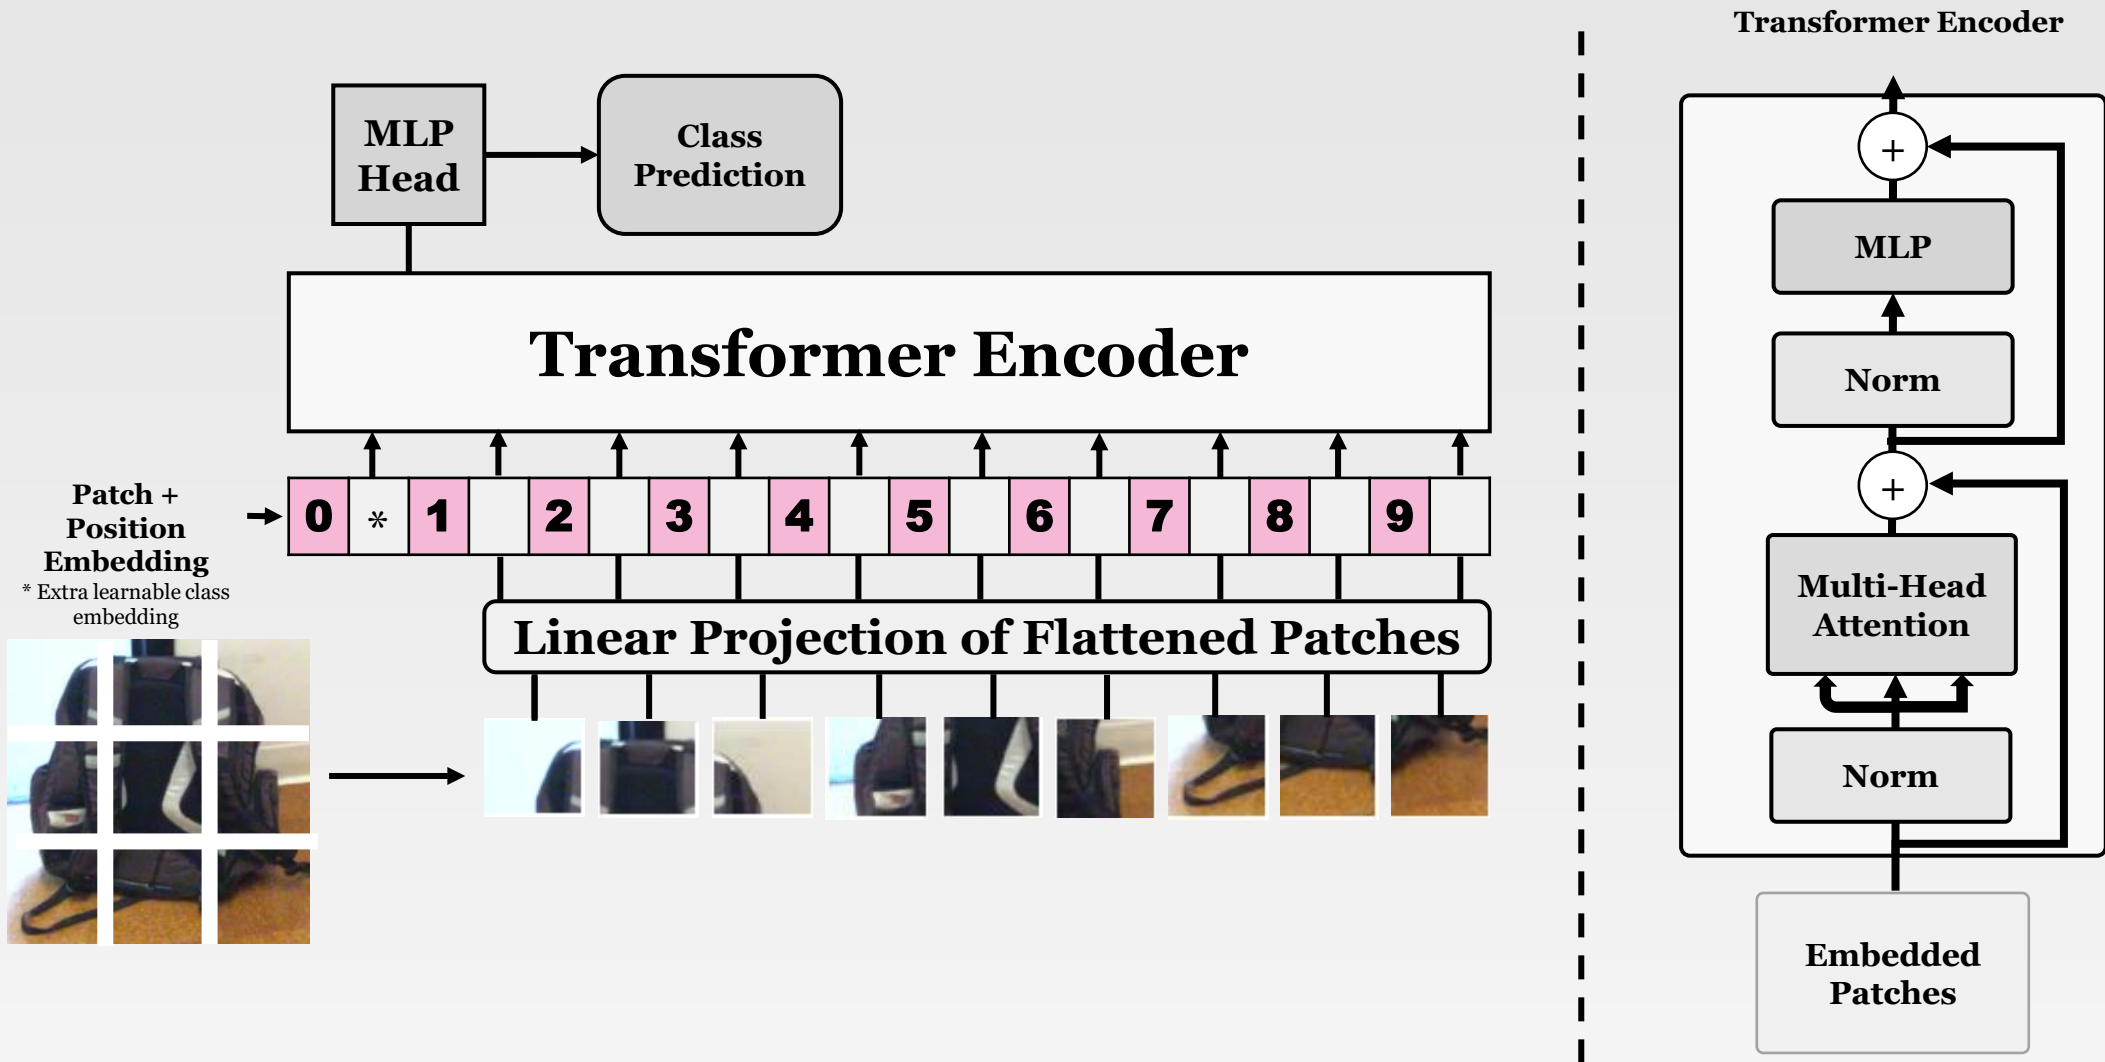 MLP
Head
Class
Prediction
Transformer Encoder
0 * 1 2 3 4 5 6 7 8 9
Patch +
Position
Embedding
* Extra learnable class
embedding
Linear Projection of Flattened Patches
Transformer Encoder
+
MLP
Norm
+
Multi-Head
Attention
Norm
Embedded
Patches